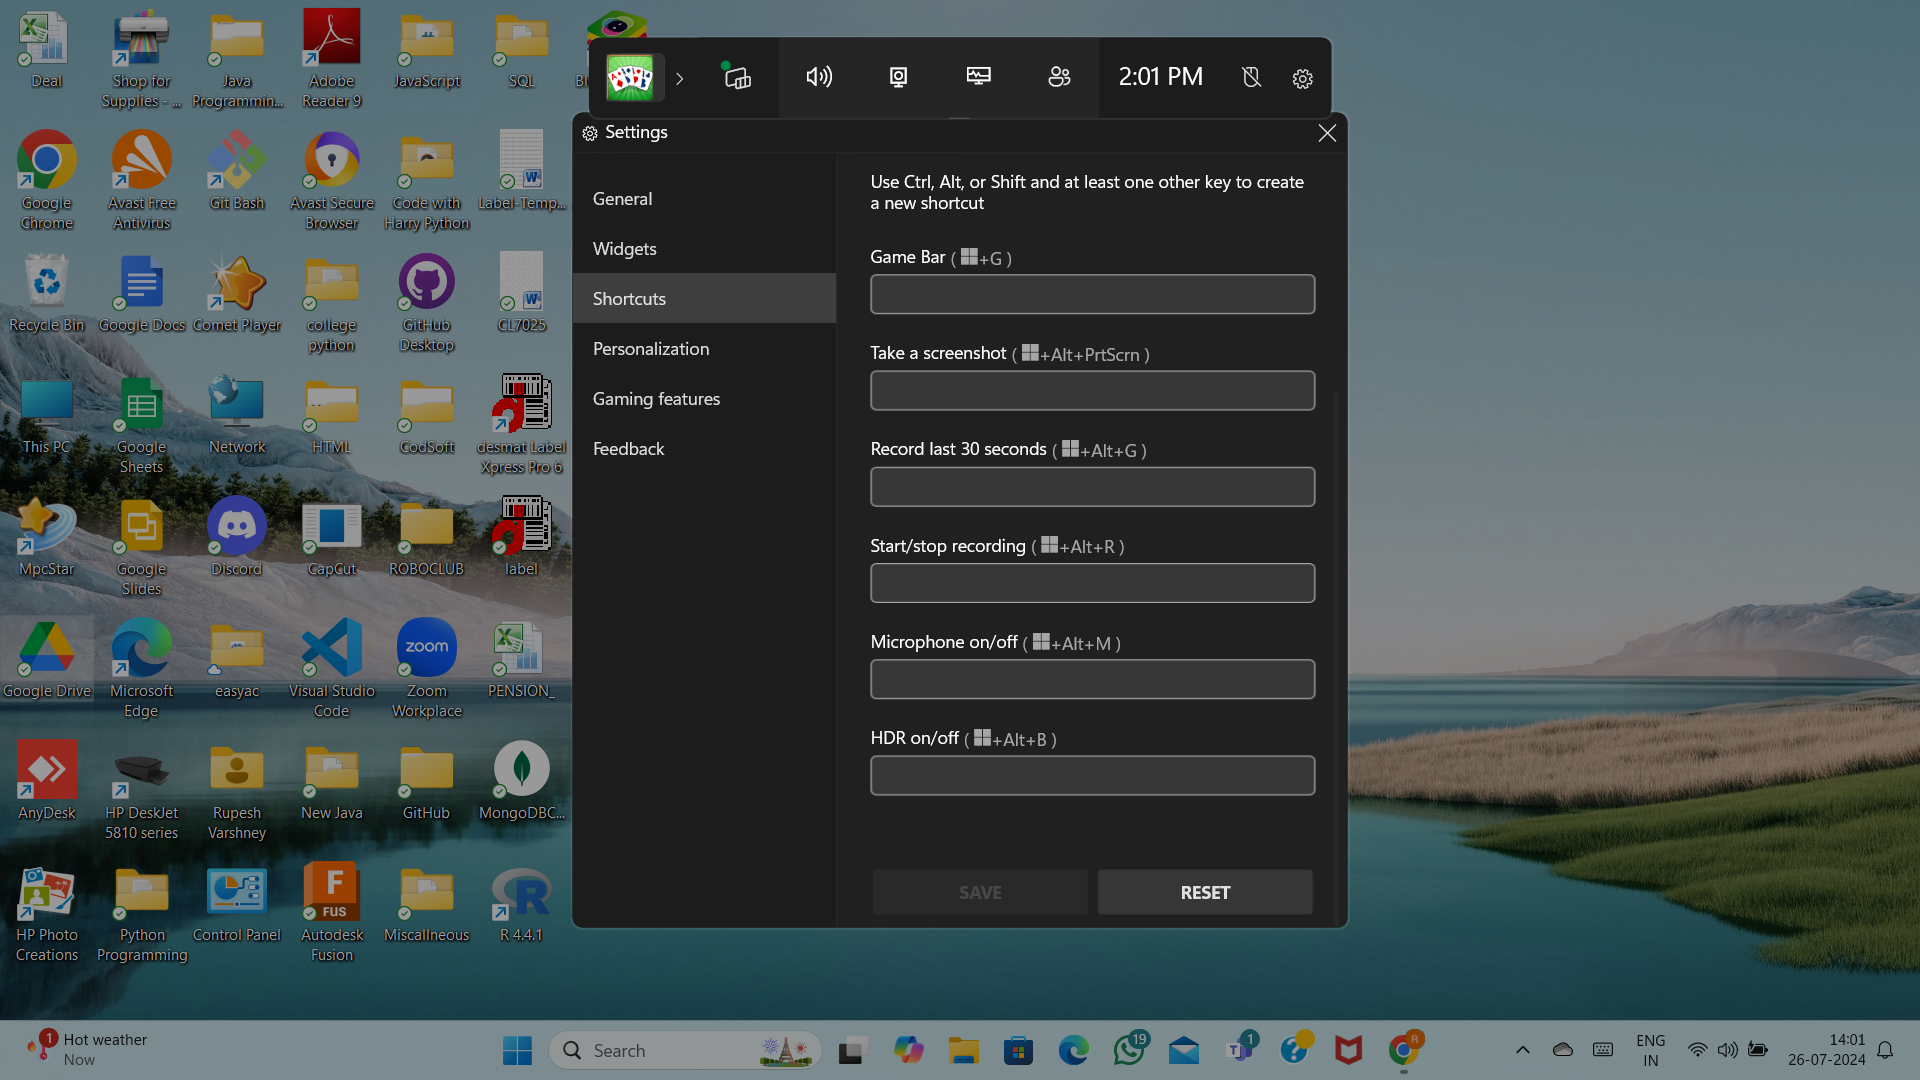 Deal
Shop for
Supplies - ...
Java
Programmin...
Adobe
Reader 9
JavaScript
SQL
2:01 PM
Settings
General
Widgets
Shortcuts
Personalization
Gaming features
Feedback
Use Ctrl, Alt, or Shift and at least one other key to create
a new shortcut
Game Bar ( +G )
Take a screenshot ( +Alt+PrtScrn )
Record last 30 seconds ( +Alt+G )
Start/stop recording ( +Alt+R )
Microphone on/off ( +Alt+M )
HDR on/off ( +Alt+B )
SAVE
RESET
Google
Chrome
Avast Free
Antivirus
Git Bash
Avast Secure
Browser
Code with
Harry Python
Label-Temp...
Recycle Bin
Google Docs
Comet Player
college
python
GitHub
Desktop
CL7025
This PC
Google
Sheets
Network
HTML
CodSoft
desmat Label
Xpress Pro 6
MpcStar
Google
Slides
Discord
CapCut
ROBOCLUB
label
Google Drive
Microsoft
Edge
easyac
Visual Studio
Code
zoom
Zoom
Workplace
PENSION_
AnyDesk
HP DeskJet
5810 series
Rupesh
Varshney
New Java
GitHub
MongoDBC...
HP Photo
Creations
Python
Programming
Control Panel
F
FUS
Autodesk
Fusion
Miscallneous
R 4.4.1
1
Hot weather
Now
Search
19
1
R
ENG
IN
14:01
26-07-2024